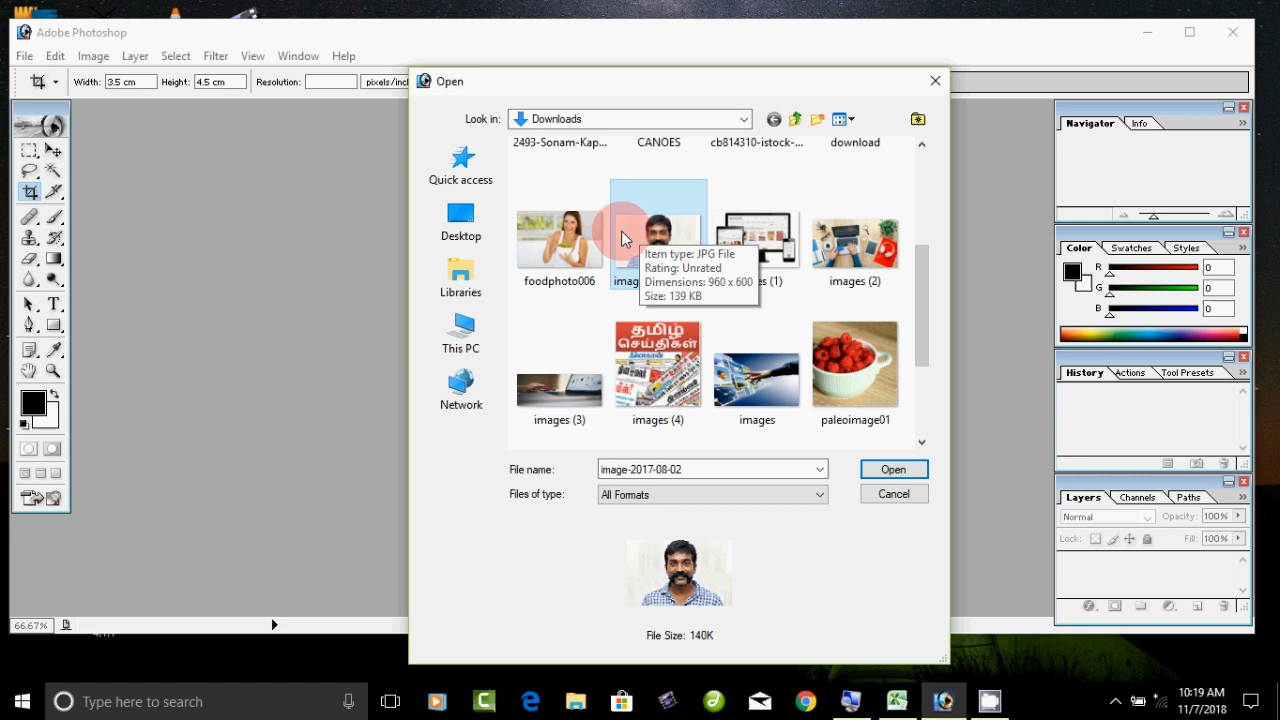 Adobe Photoshop
File Edit Image Layer Select Filter View Window Help
Width: 3.5 cm Height: 4.5 cm Resolution: pixels/inc
Open
Look in: Downloads
Quick access
Desktop
Libraries
This PC
Network
2493-Sonam-Kap... CANOES cb814310-istock-... download
foodphoto006 imag s (1) images (2)
Item type: JPG File
Rating: Unrated
Dimensions: 960 x 600
Size: 139 KB
தமிழ்
செய்திகள்
images (3) images (4) images paleoimage01
File name: image-2017-08-02 Open
Files of type: All Formats Cancel
File Size: 140K
Navigator Info
Color Swatches Styles
R 0
G 0
B 0
History Actions Tool Presets
Layers Channels Paths
Normal Opacity: 100%
Lock: Fill: 100%
66.67%
Type here to search
10:19 AM
11/7/2018